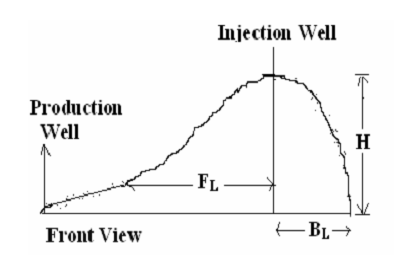 Injection Well
Production
Well
H
F_L
B_L
Front View